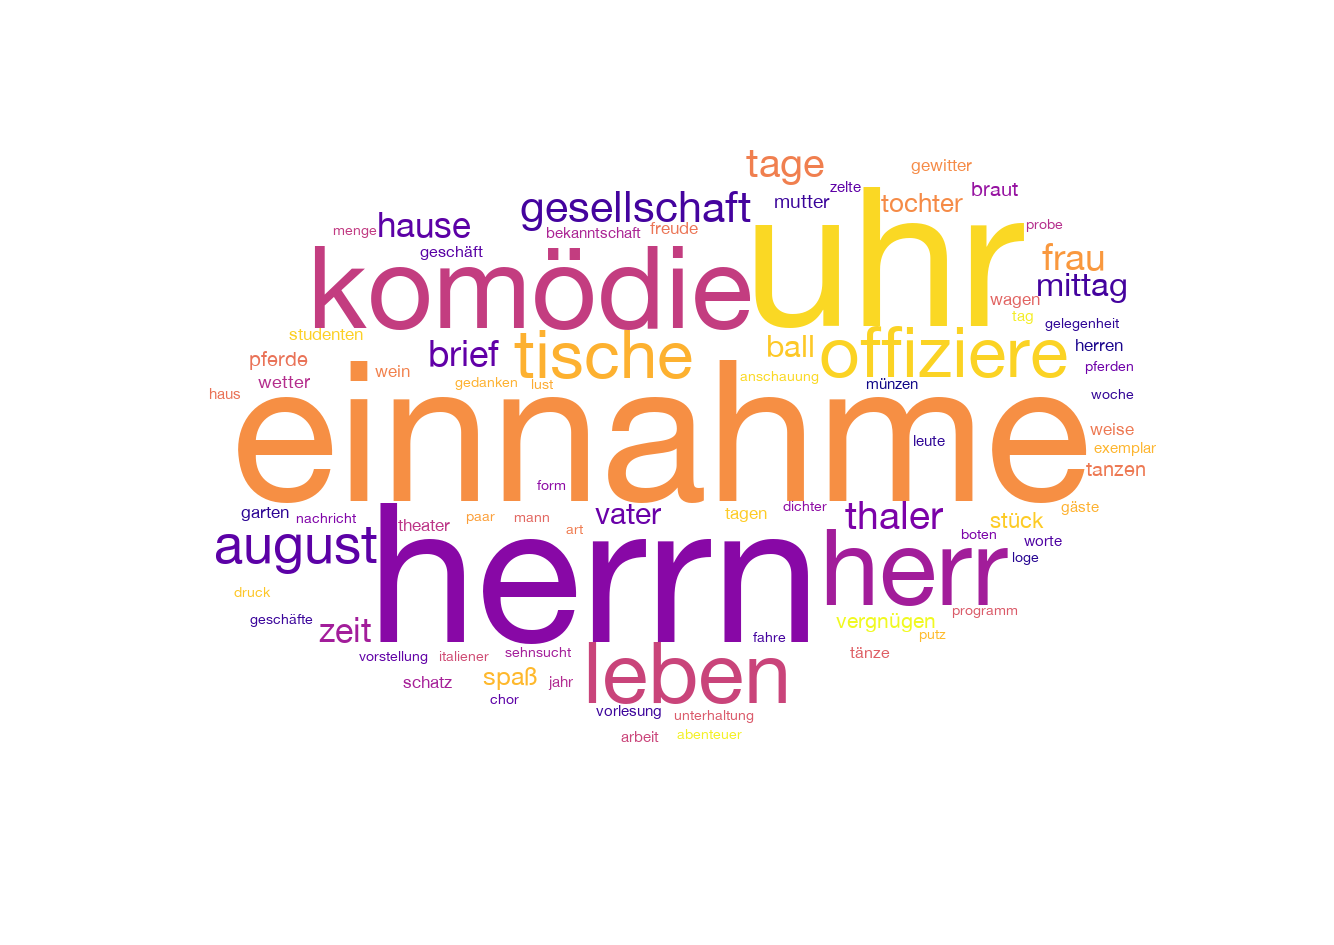 tage
gewitter
zelte
braut
gesellschaft
mutter
tochter
hause
menge
bekanntschaft
freude
probe
uhr
geschäft
komödie
frau
mittag
wagen
tag
gelegenheit
studenten
brief
tische
ball
offiziere
herren
pferde
wein
pferden
wetter
gedanken
lust
anschauung
münzen
haus
woche
einnahme
weise
leute
exemplar
tanzen
form
garten
nachricht
theater
paar
mann
vater
tagen
dichter
thaler
stück
gäste
art
boten
worte
august
herrn
herr
loge
druck
geschäfte
zeit
vergnügen
programm
putz
fahre
vorstellung
italiener
sehnsucht
tänze
leben
schatz
spaß
jahr
chor
vorlesung
unterhaltung
arbeit
abenteuer